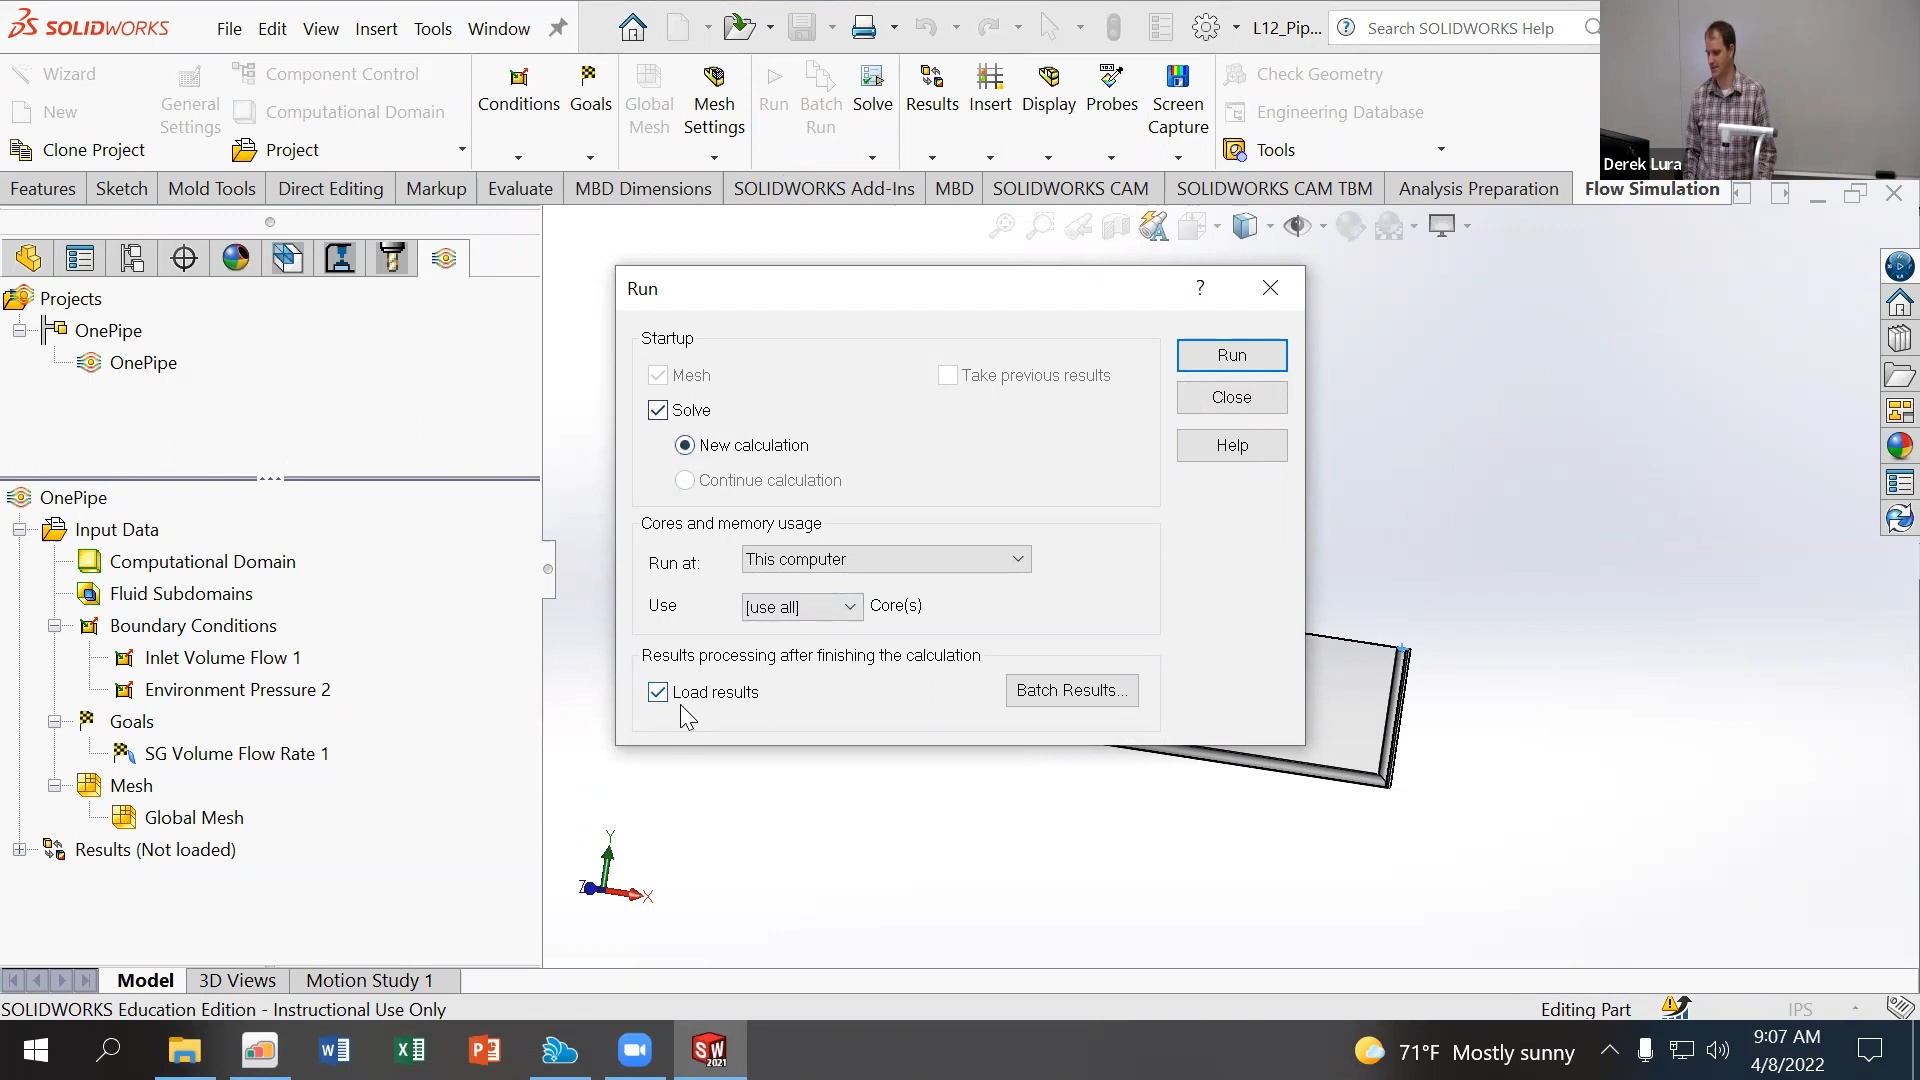 SOLIDWORKS
File Edit View Insert Tools Window
L12_Pip...
Search SOLIDWORKS Help
Wizard
New
Clone Project
General Settings
Component Control
Computational Domain
Project
Conditions
Goals
Global Mesh
Mesh Settings
Run
Batch Run
Solve
Results
Insert
Display
Probes
Screen Capture
Check Geometry
Engineering Database
Tools
Derek Lura
Features Sketch Mold Tools Direct Editing Markup Evaluate MBD Dimensions SOLIDWORKS Add-Ins MBD SOLIDWORKS CAM SOLIDWORKS CAM TBM Analysis Preparation Flow Simulation
Projects
OnePipe
OnePipe
OnePipe
Input Data
Computational Domain
Fluid Subdomains
Boundary Conditions
Inlet Volume Flow 1
Environment Pressure 2
Goals
SG Volume Flow Rate 1
Mesh
Global Mesh
Results (Not loaded)
Run
?
Startup
Mesh
Take previous results
Solve
New calculation
Continue calculation
Cores and memory usage
Run at: This computer
Use [use all] Core(s)
Results processing after finishing the calculation
Load results
Batch Results...
Run
Close
Help
Y
Z
X
Model 3D Views Motion Study 1
SOLIDWORKS Education Edition - Instructional Use Only
Editing Part
IPS
SW
2021
71°F Mostly sunny
9:07 AM
4/8/2022